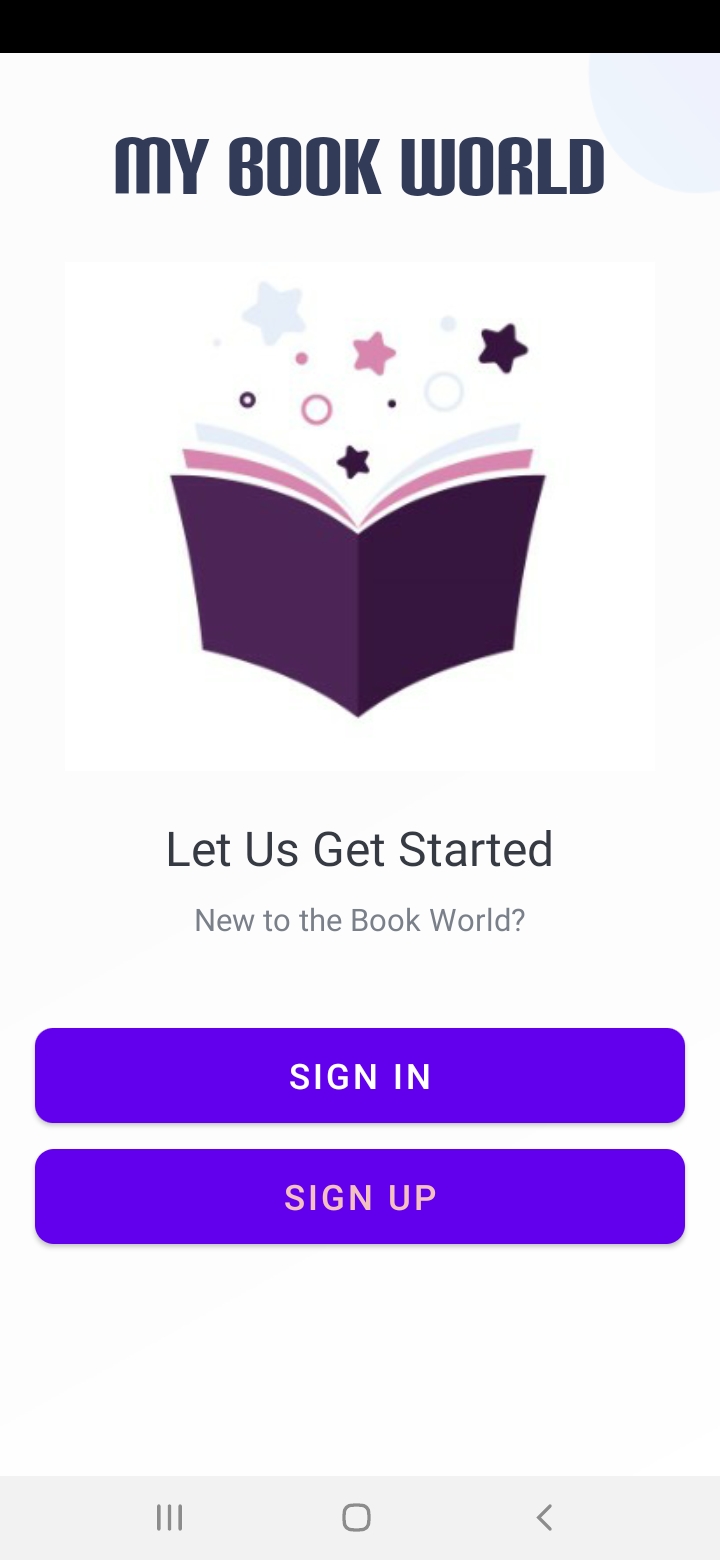 MY BOOK WORLD
Let Us Get Started
New to the Book World?
SIGN IN
SIGN UP